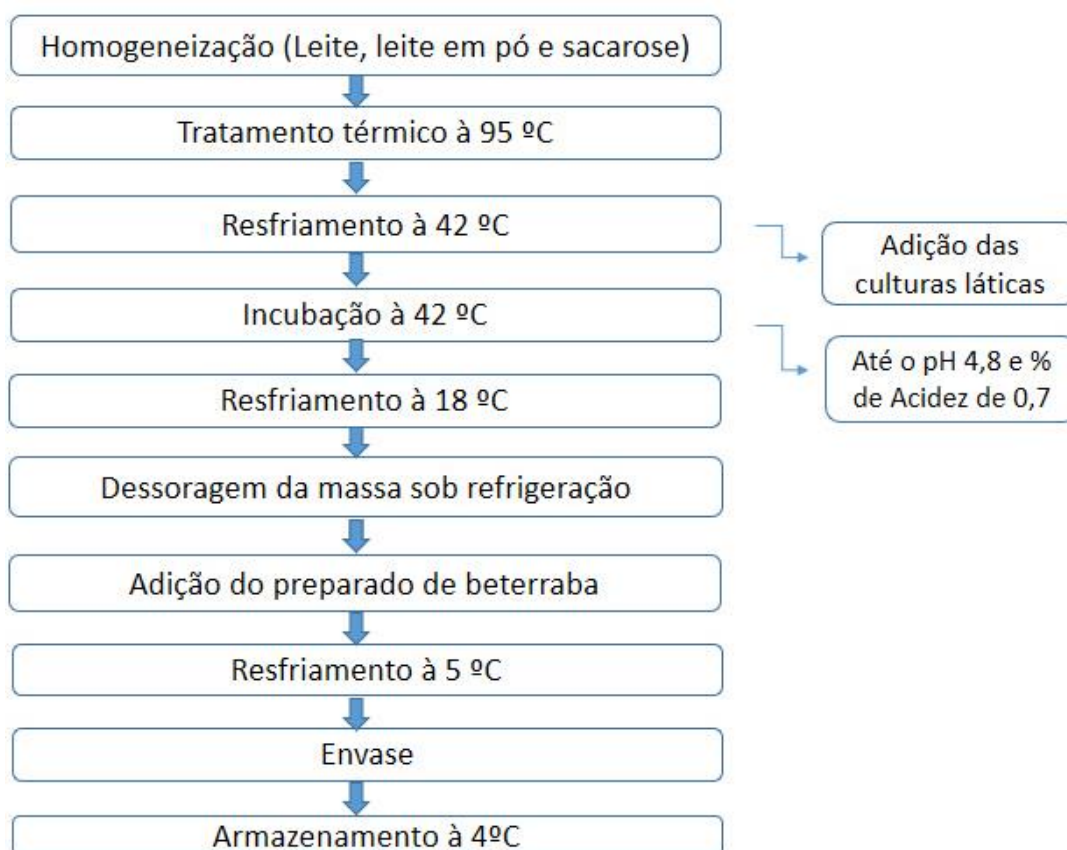 Homogeneização (Leite, leite em pó e sacarose)
Tratamento térmico à 95 ºC
Resfriamento à 42 ºC
Adição das
culturas láticas
Incubação à 42 ºC
Até o pH 4,8 e %
de Acidez de 0,7
Resfriamento à 18 ºC
Dessoragem da massa sob refrigeração
Adição do preparado de beterraba
Resfriamento à 5 ºC
Envase
Armazenamento à 4ºC